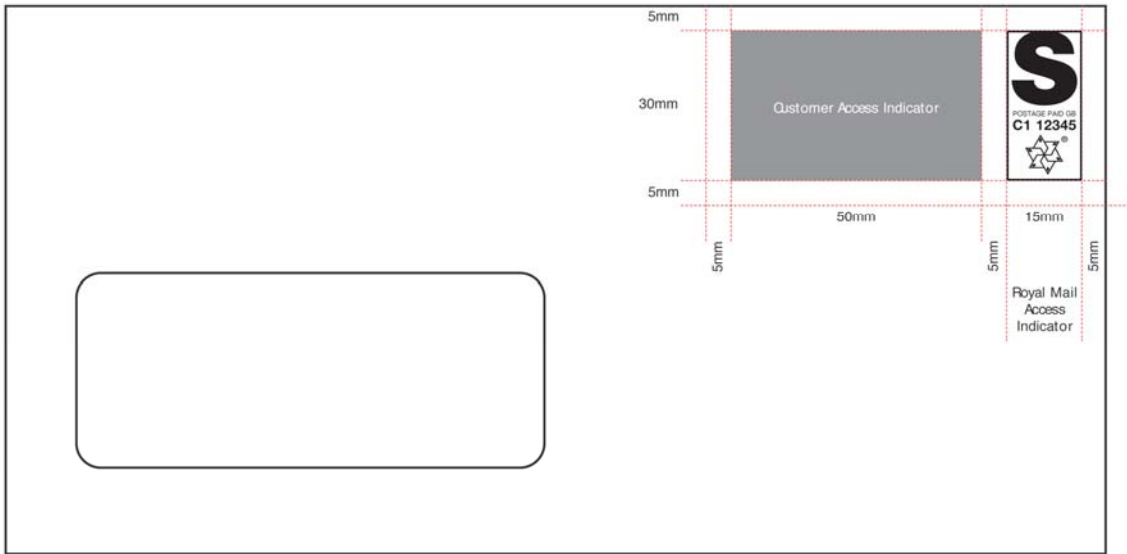 5mm
30mm
Customer Access Indicator
S
POSTAGE PAID GB
C1 12345
®
5mm
50mm
15mm
5mm
5mm
5mm
Royal Mail
Access
Indicator